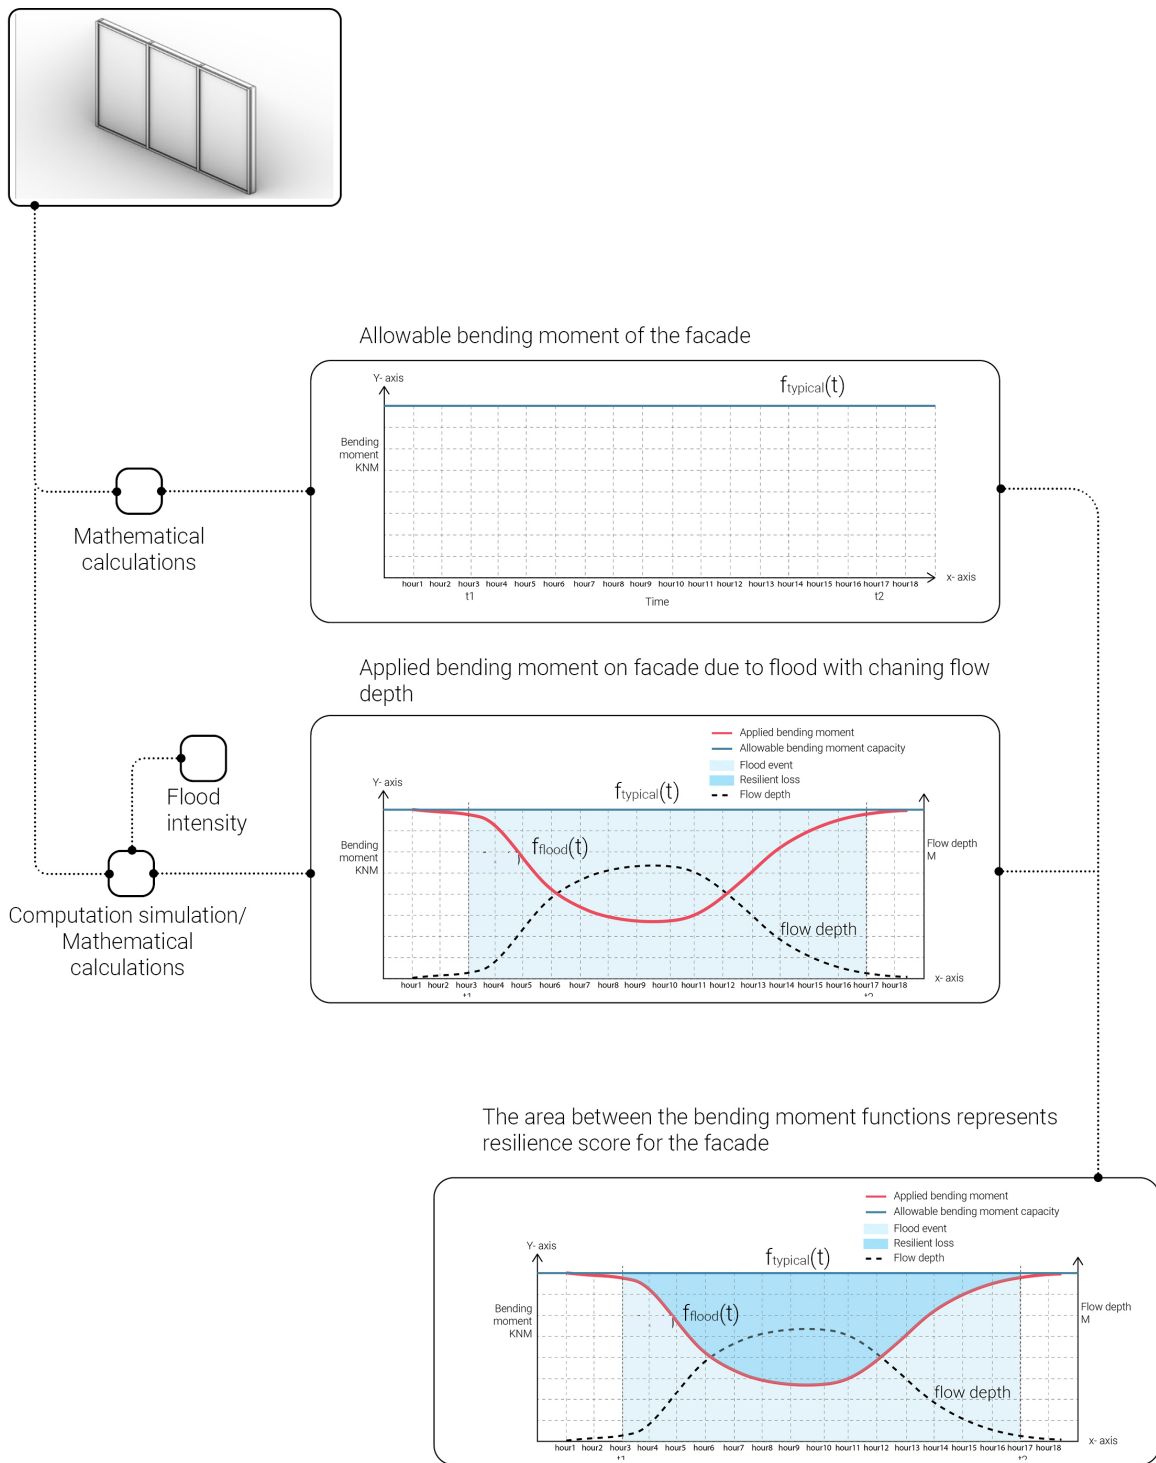 Allowable bending moment of the facade
Y- axis
ftypical(t)
Bending
moment
KNM
x- axis
hour1 hour2 hour3 hour4 hour5 hour6 hour7 hour8 hour9 hour10 hour11 hour12 hour13 hour14 hour15 hour16 hour17 hour18
t1
Time
t2
Mathematical
calculations
Applied bending moment on facade due to flood with chaning flow
depth
Applied bending moment
Allowable bending moment capacity
Flood event
Resilient loss
Flow depth
Y- axis
ftypical(t)
fflood(t)
Bending
moment
KNM
Flow depth
M
flow depth
x- axis
hour1 hour2 hour3 hour4 hour5 hour6 hour7 hour8 hour9 hour10 hour11 hour12 hour13 hour14 hour15 hour16 hour17 hour18
t1
t2
Flood
intensity
Computation simulation/
Mathematical
calculations
The area between the bending moment functions represents
resilience score for the facade
Applied bending moment
Allowable bending moment capacity
Flood event
Resilient loss
Flow depth
Y- axis
ftypical(t)
fflood(t)
Bending
moment
KNM
Flow depth
M
flow depth
x- axis
hour1 hour2 hour3 hour4 hour5 hour6 hour7 hour8 hour9 hour10 hour11 hour12 hour13 hour14 hour15 hour16 hour17 hour18
t1
t2